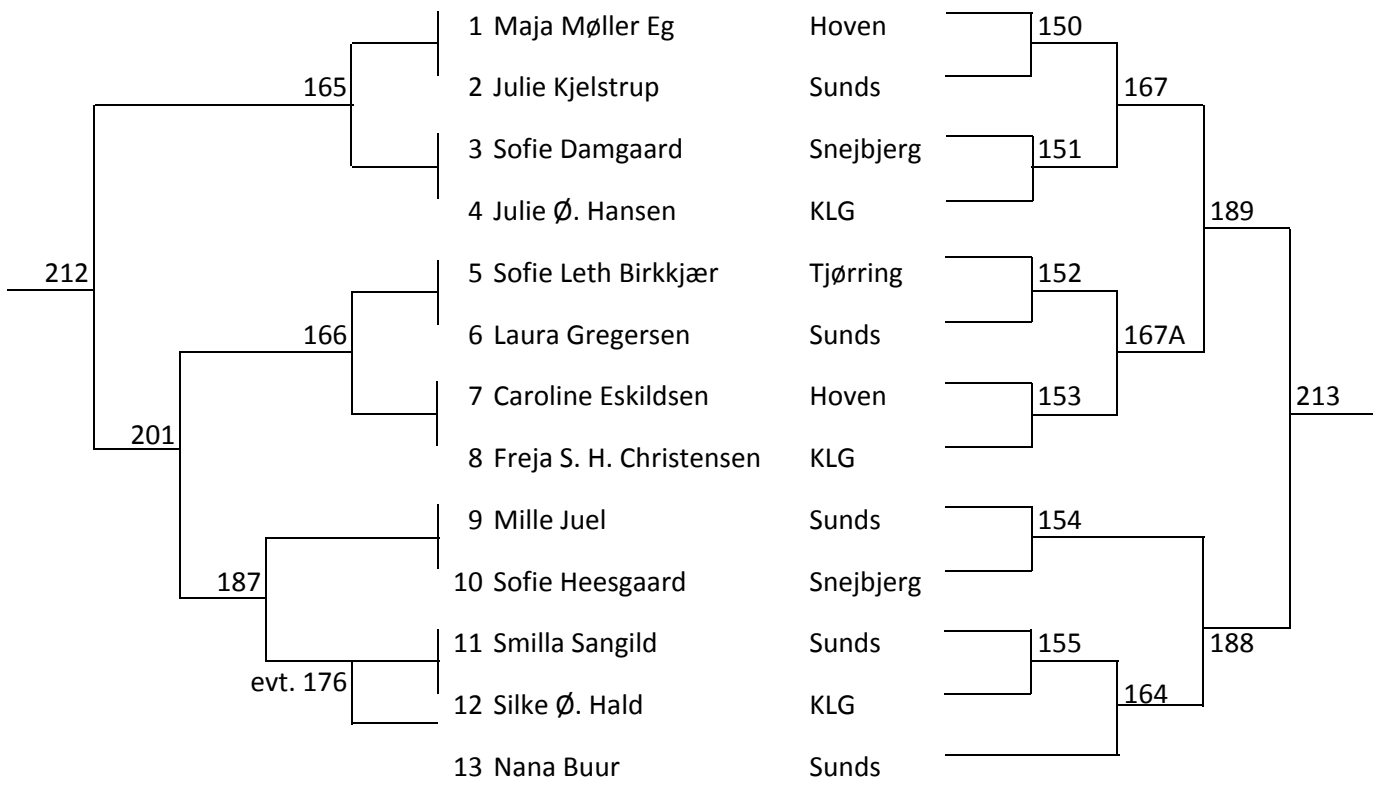 1 Maja Møller Eg Hoven 150
165 2 Julie Kjelstrup Sunds 167
3 Sofie Damgaard Snejbjerg 151
4 Julie Ø. Hansen KLG 189
212 5 Sofie Leth Birkkjær Tjørring 152
166 6 Laura Gregersen Sunds 167A
7 Caroline Eskildsen Hoven 153 213
201 8 Freja S. H. Christensen KLG
9 Mille Juel Sunds 154
187 10 Sofie Heesgaard Snejbjerg
11 Smilla Sangild Sunds 155 188
evt. 176 12 Silke Ø. Hald KLG 164
13 Nana Buur Sunds